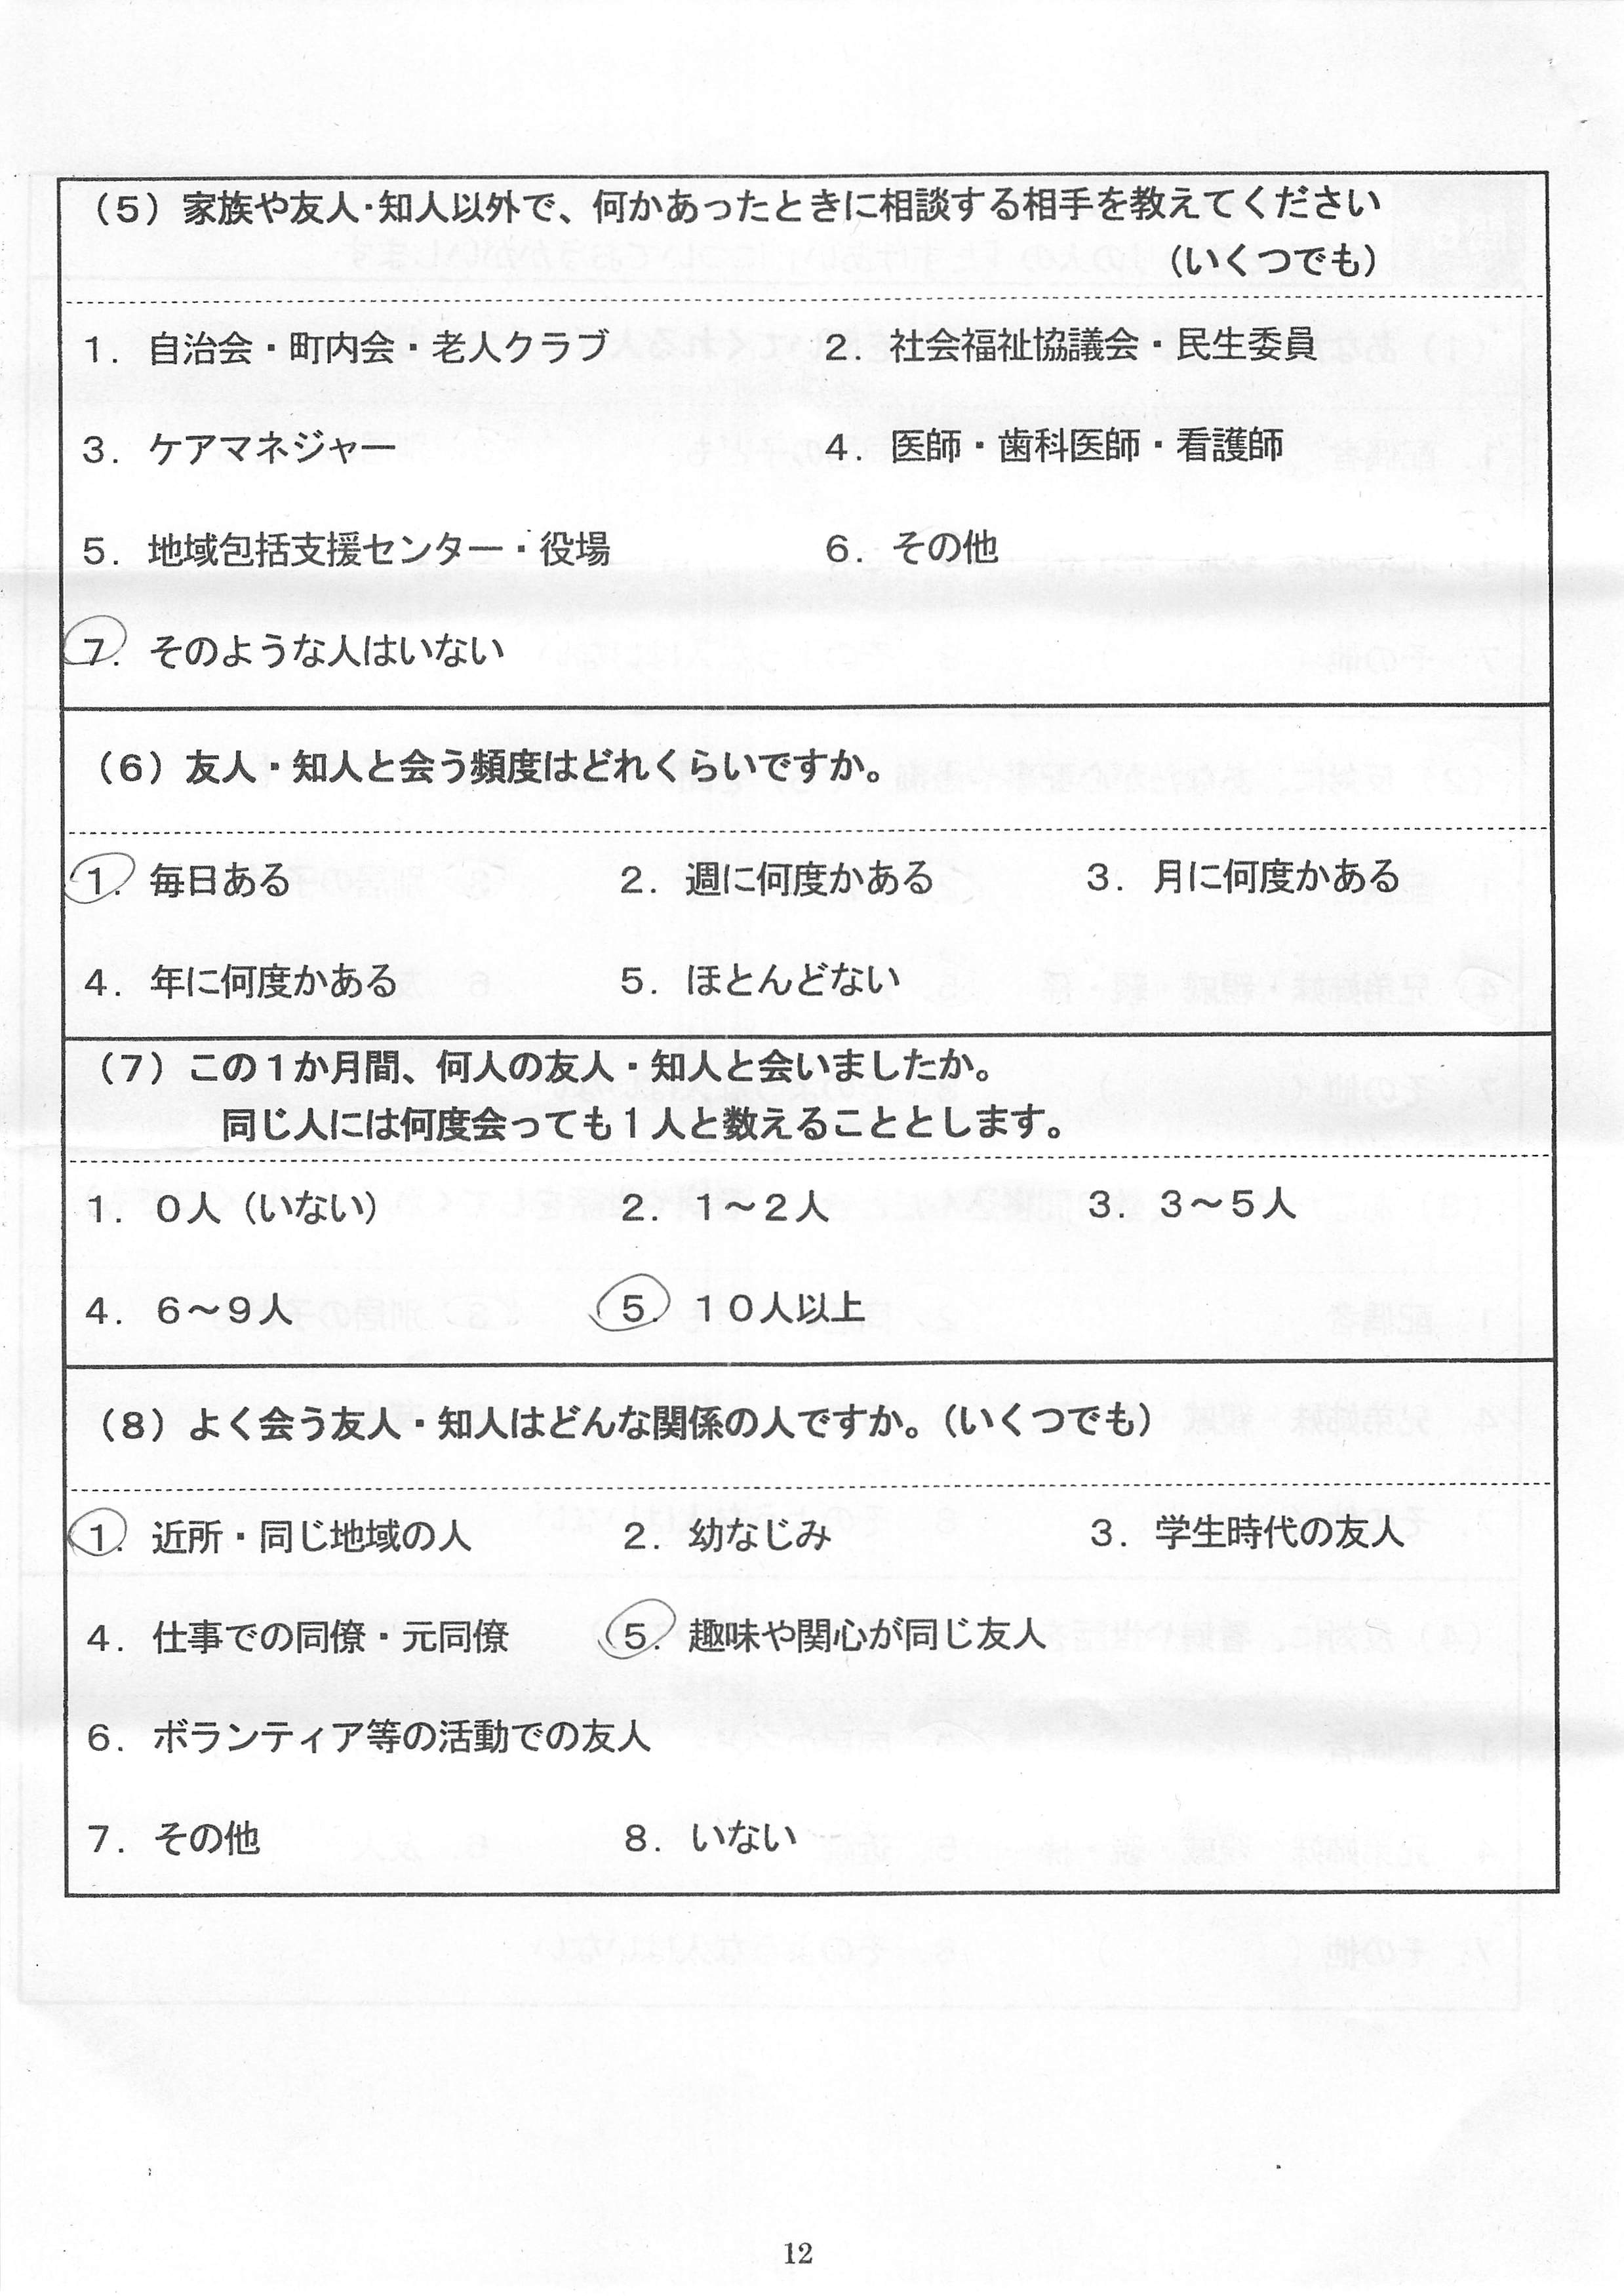 （５）家族や友人･知人以外で、何かあったときに相談する相手を教えてください
（いくつでも）
１．自治会・町内会・老人クラブ　２．社会福祉協議会・民生委員
３．ケアマネジャー　４．医師・歯科医師・看護師
５．地域包括支援センター・役場　６．その他
７．そのような人はいない
（６）友人・知人と会う頻度はどれくらいですか。
１．毎日ある　２．週に何度かある　３．月に何度かある
４．年に何度かある　５．ほとんどない
（７）この１か月間、何人の友人・知人と会いましたか。
同じ人には何度会っても１人と数えることとします。
１．０人（いない）　２．１～２人　３．３～５人
４．６～９人　５．１０人以上
（８）よく会う友人・知人はどんな関係の人ですか。（いくつでも）
１．近所・同じ地域の人　２．幼なじみ　３．学生時代の友人
４．仕事での同僚・元同僚　５．趣味や関心が同じ友人
６．ボランティア等の活動での友人
７．その他　８．いない
12